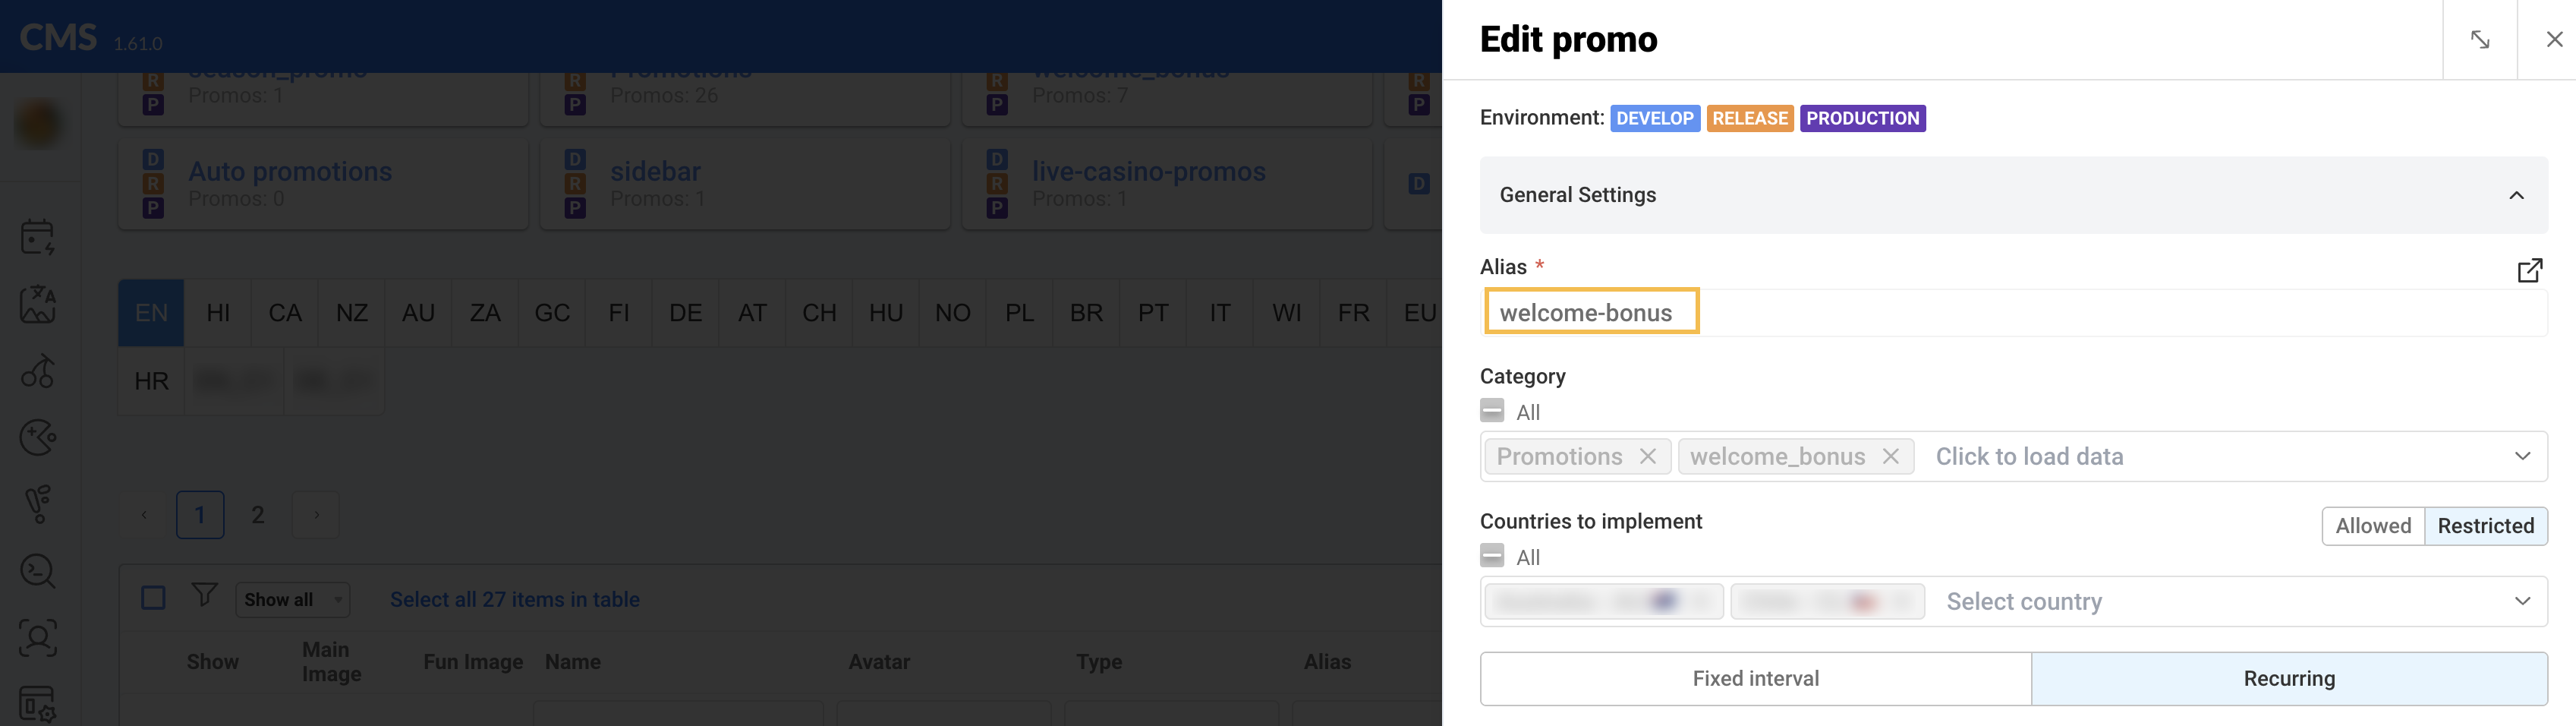 CMS 1.61.0
season_promo
R
Promos: 1
P
Promotions
R
Promos: 26
P
welcome_bonus
R
Promos: 7
P
R
P
D
Auto promotions
R
Promos: 0
P
D
sidebar
R
Promos: 1
P
D
live-casino-promos
R
Promos: 1
P
D
EN HI CA NZ AU ZA GC FI DE AT CH HU NO PL BR PT IT WI FR EU
HR
1 2
Show all
Select all 27 items in table
Show
Main
Image
Fun Image
Name
Avatar
Type
Alias
Edit promo
Environment: DEVELOP RELEASE PRODUCTION
General Settings
Alias *
welcome-bonus
Category
All
Promotions welcome_bonus Click to load data
Countries to implement
Allowed Restricted
All
Select country
Fixed interval
Recurring